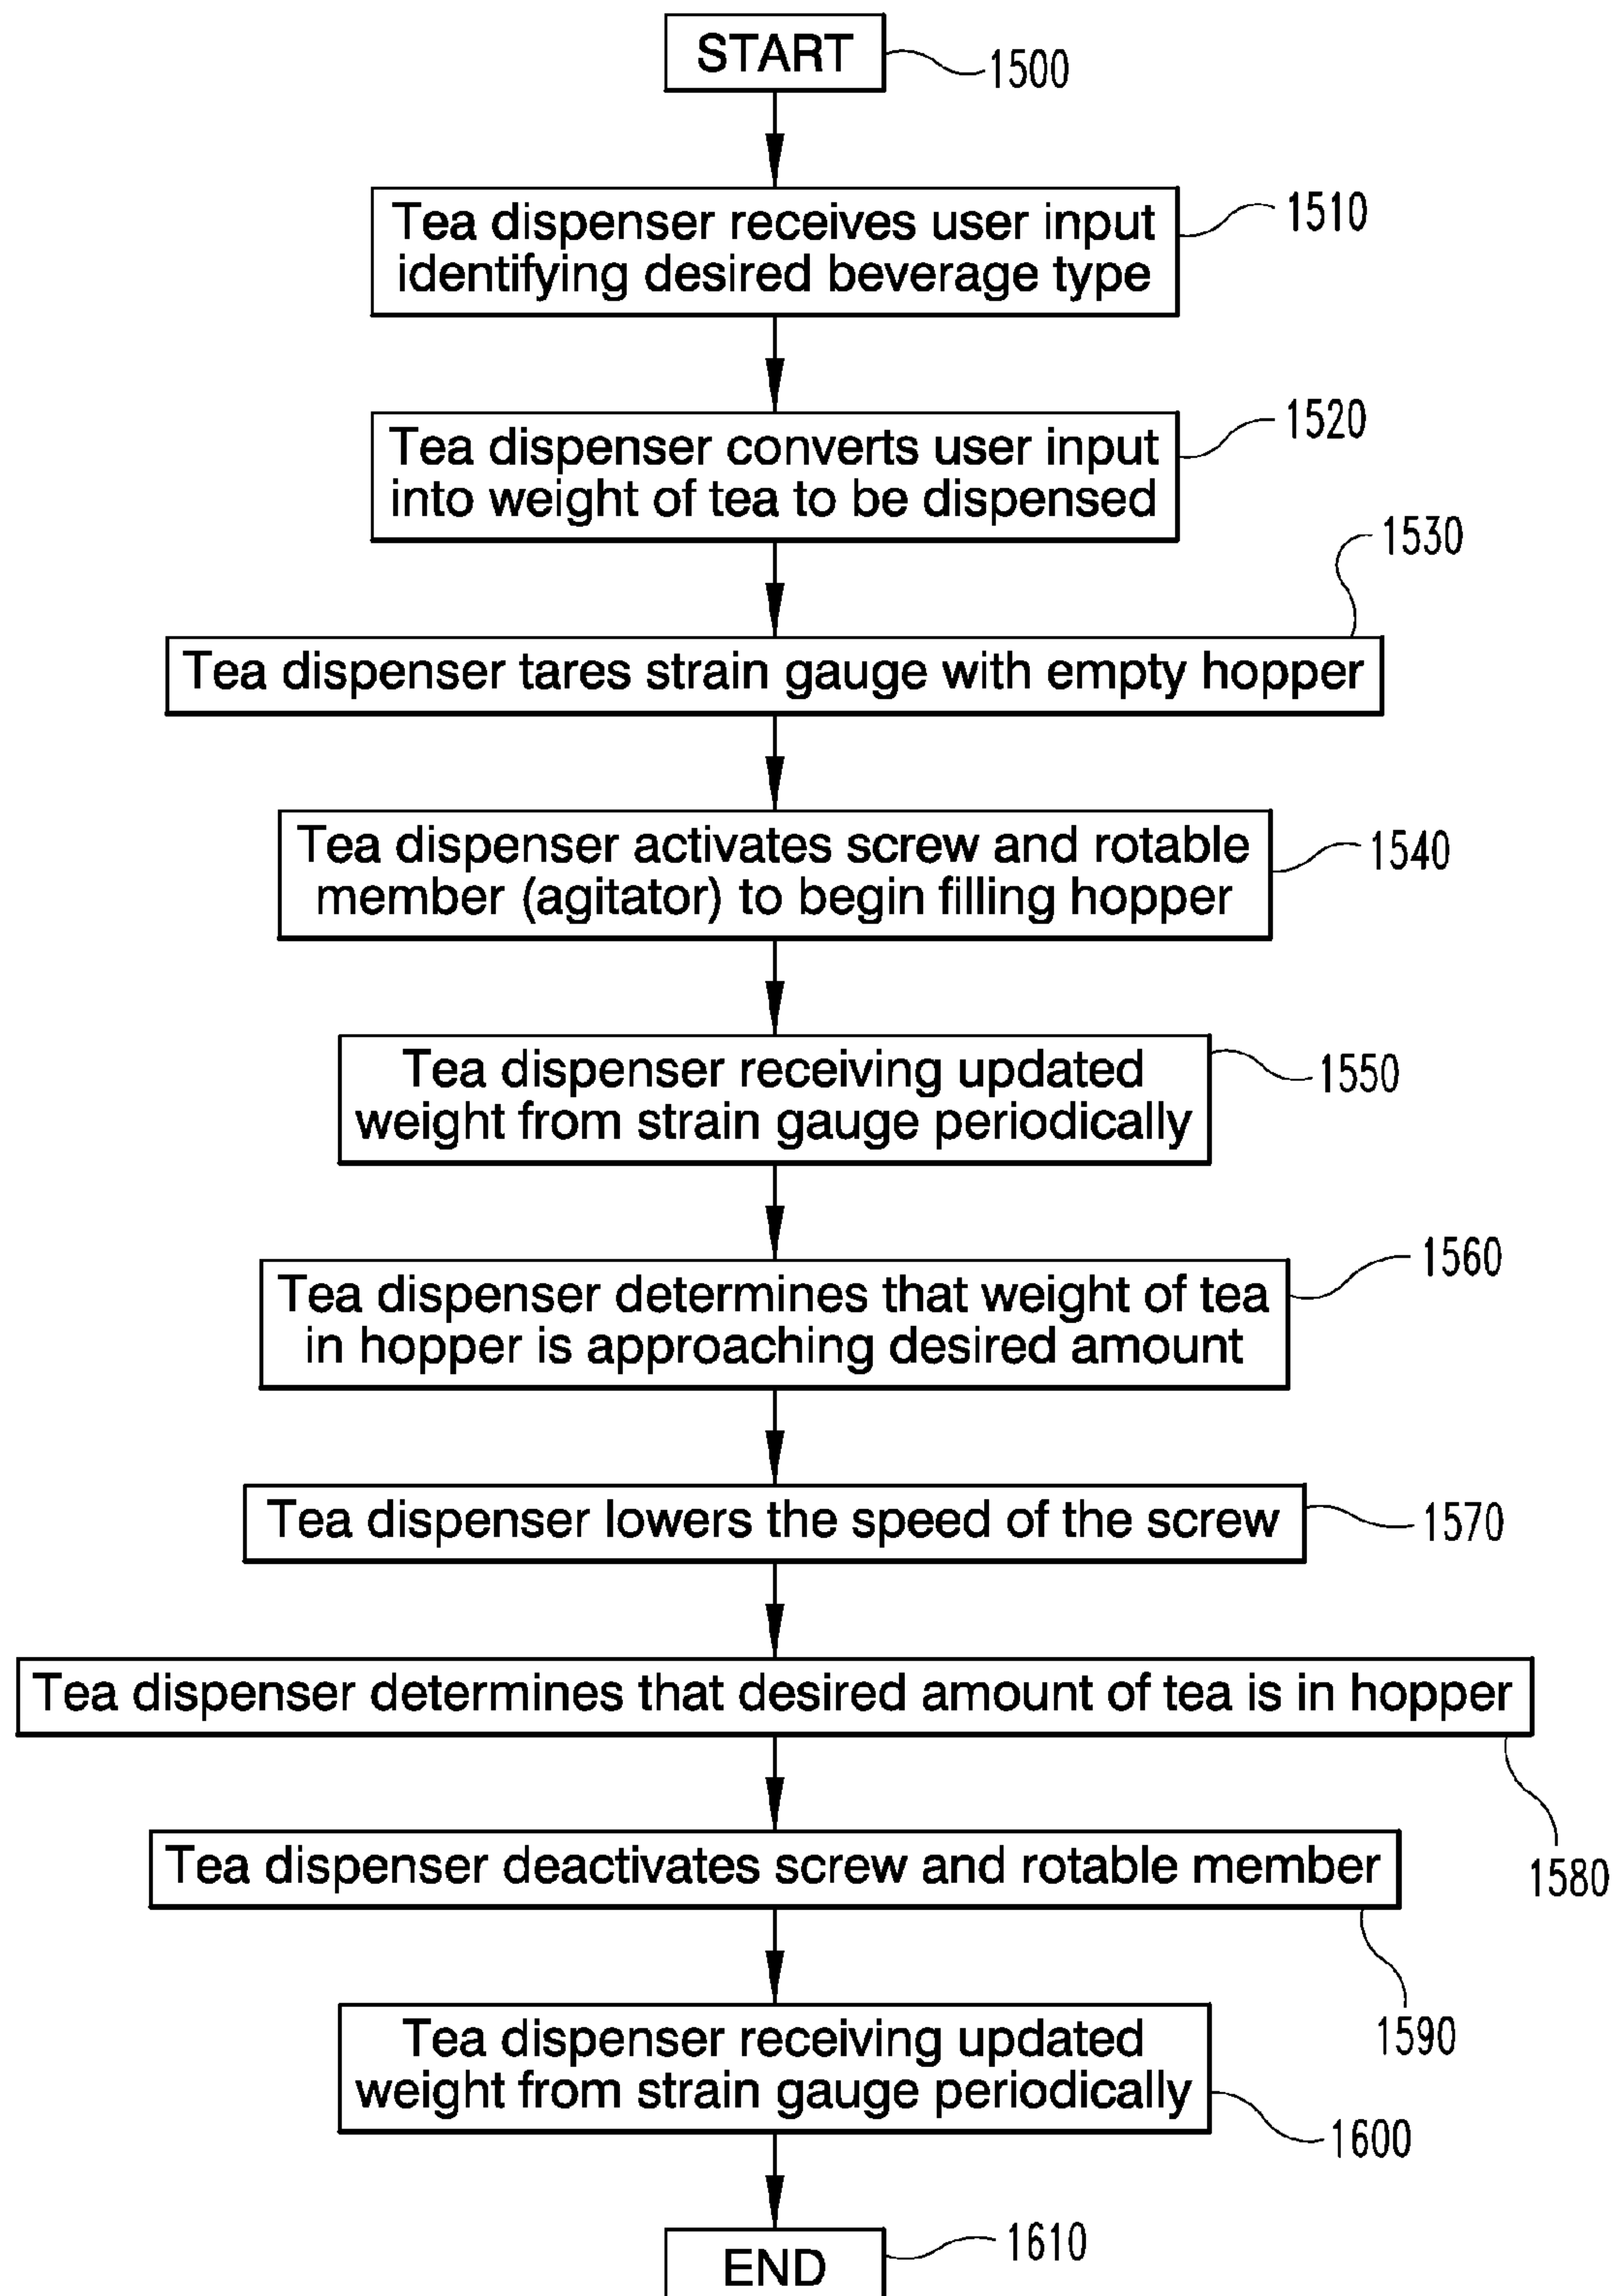 START
1500
Tea dispenser receives user input
identifying desired beverage type
1510
Tea dispenser converts user input
into weight of tea to be dispensed
1520
1530
Tea dispenser tares strain gauge with empty hopper
Tea dispenser activates screw and rotable
member (agitator) to begin filling hopper
1540
Tea dispenser receiving updated
weight from strain gauge periodically
1550
Tea dispenser determines that weight of tea
in hopper is approaching desired amount
1560
Tea dispenser lowers the speed of the screw
1570
Tea dispenser determines that desired amount of tea is in hopper
1580
Tea dispenser deactivates screw and rotable member
1590
Tea dispenser receiving updated
weight from strain gauge periodically
1600
END
1610